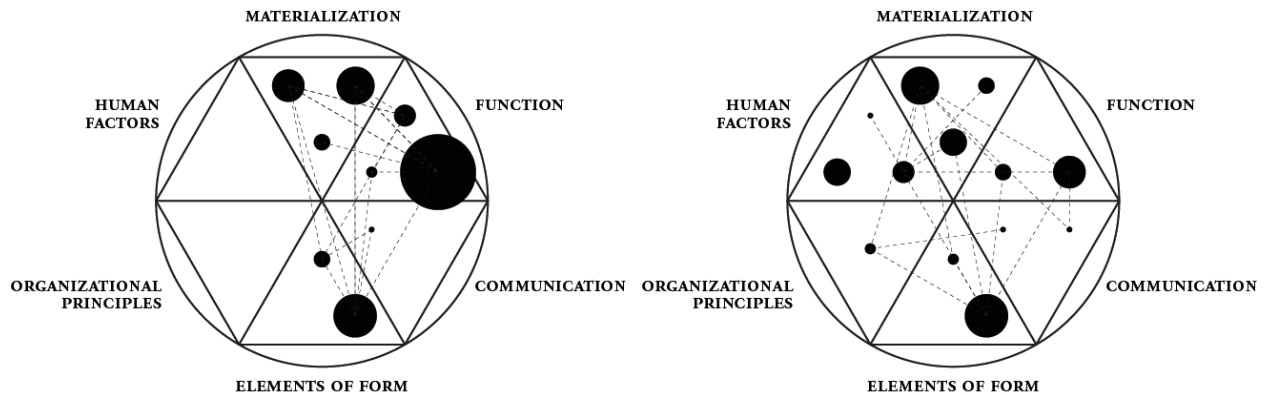 MATERIALIZATION
HUMAN
FACTORS
FUNCTION
ORGANIZATIONAL
PRINCIPLES
COMMUNICATION
ELEMENTS OF FORM
MATERIALIZATION
HUMAN
FACTORS
FUNCTION
ORGANIZATIONAL
PRINCIPLES
COMMUNICATION
ELEMENTS OF FORM